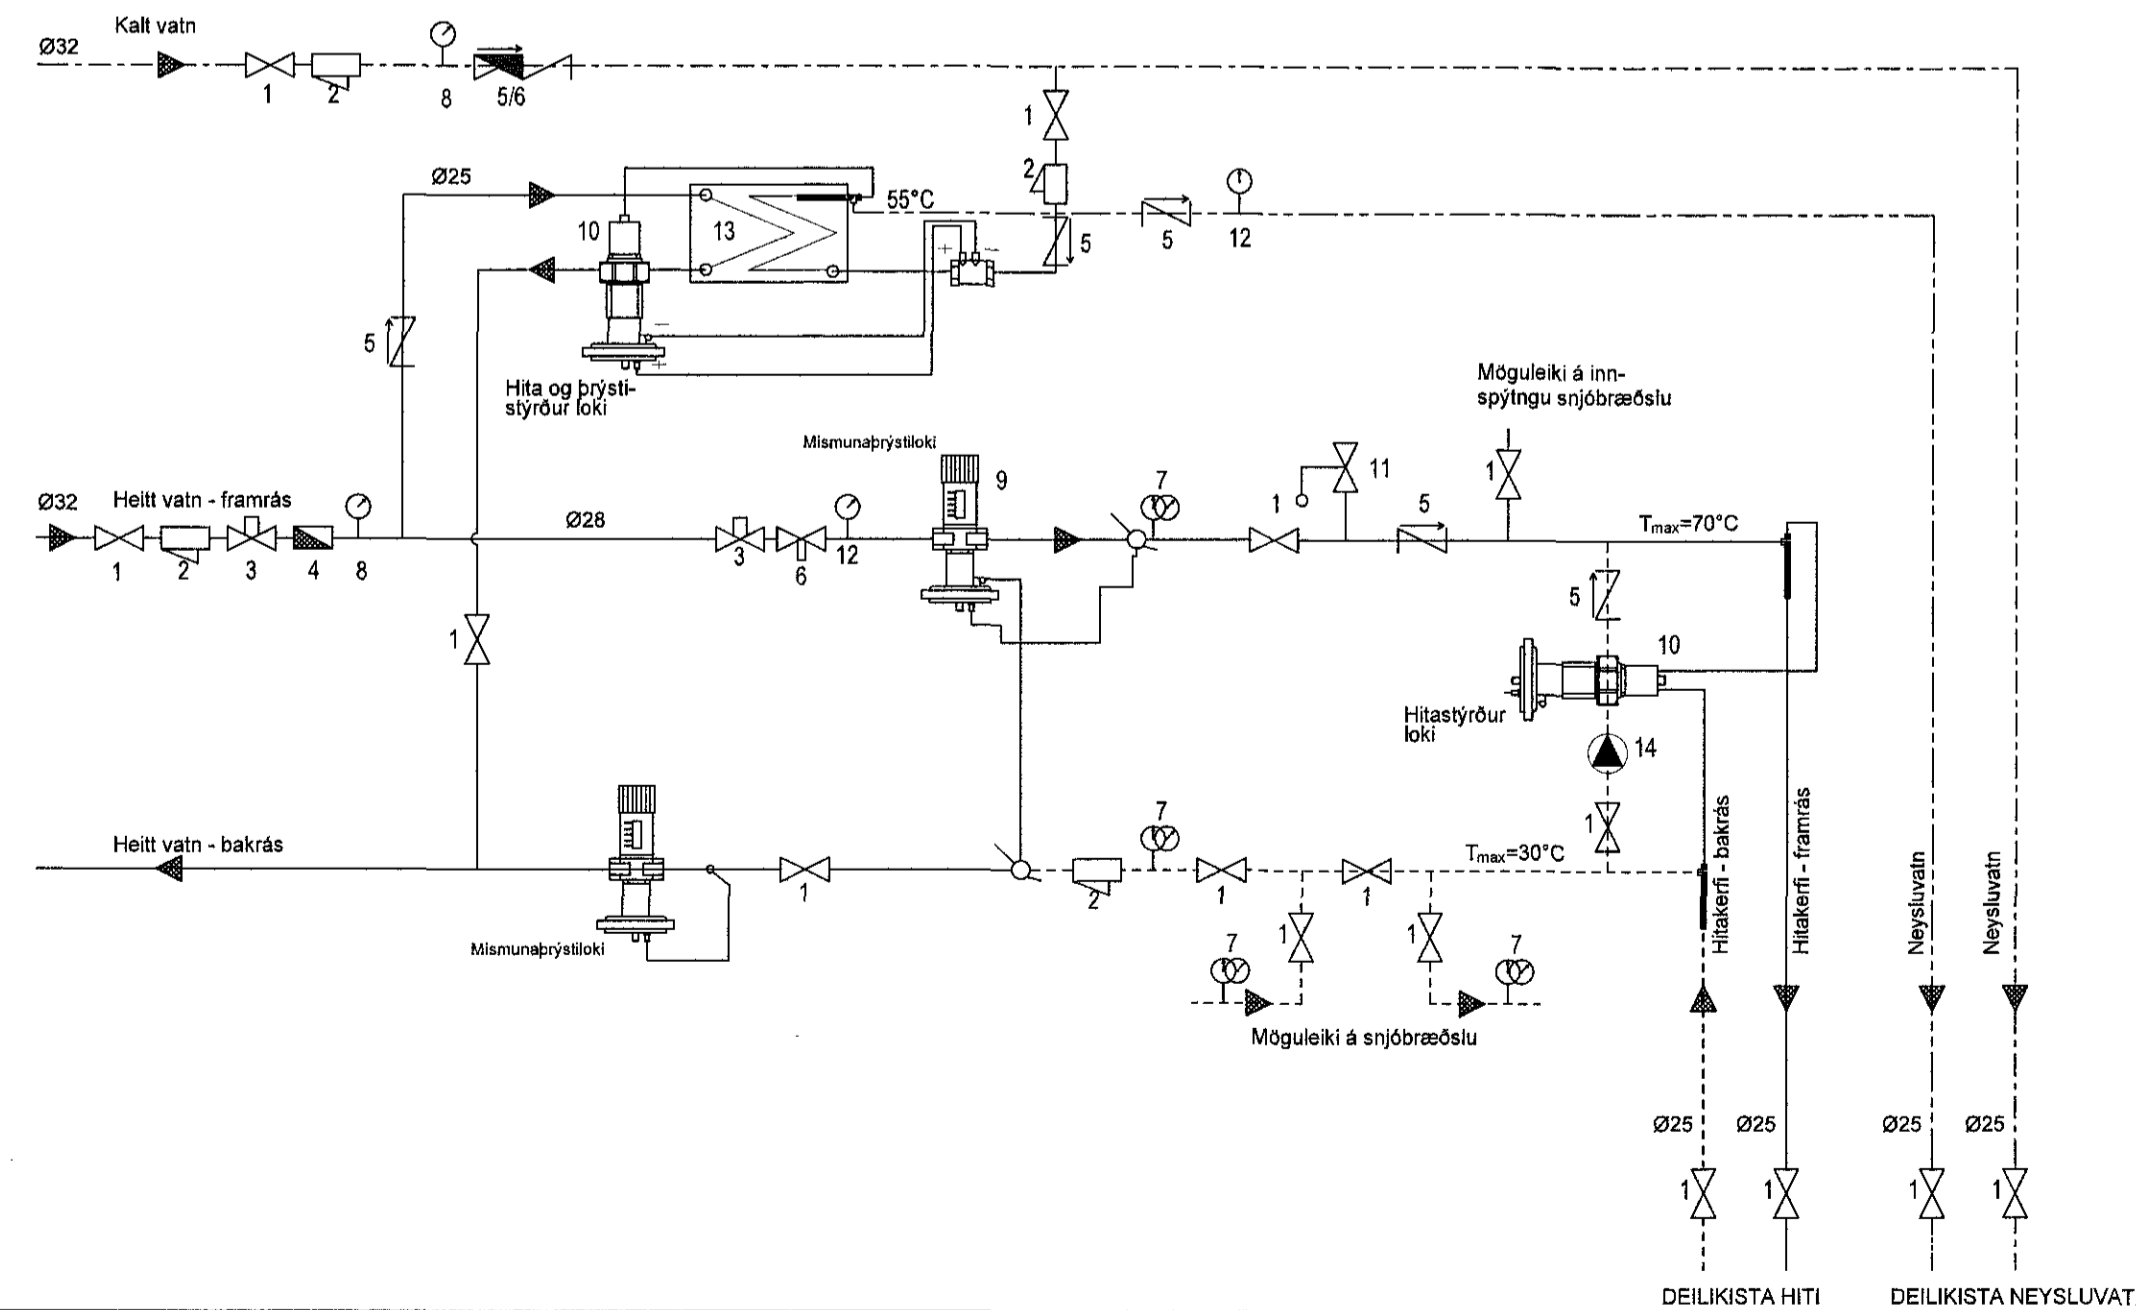 Kalt vatn
Ø32
1
2
8
5/6
1
2
Ø25
55°C
10
13
5
5
12
+
–
5
–
+
Hita og þrýsti-
stýrður loki
Möguleiki á inn-
spýtngu snjóbræðslu
Mismunaþrýstiloki
9
7
1
11
5
1
Ø32
Heitt vatn - framrás
Ø28
Tmax=70°C
1
2
3
4
8
3
6
12
5
1
10
Hitastýrður
loki
14
1
Heitt vatn - bakrás
7
Tmax=30°C
1
2
1
1
Mismunaþrýstiloki
Hitakerfi - bakrás
Hitakerfi - framrás
Neysluvatn
Neysluvatn
7
1
1
7
Möguleiki á snjóbræðslu
Ø25
Ø25
Ø25
Ø25
1
1
1
1
DEILIKISTA HITI
DEILIKISTA NEYSLUVAT